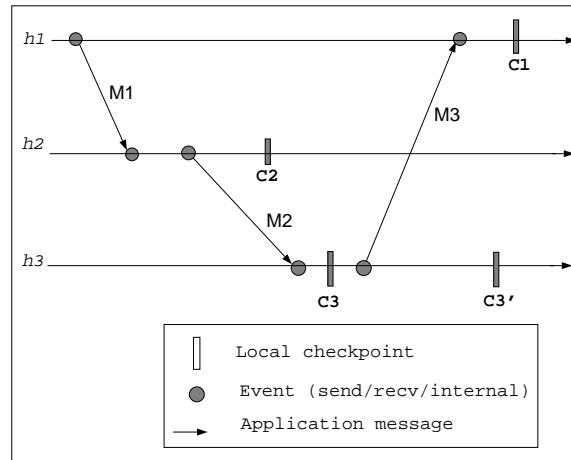 h1
C1
M1
M3
h2
C2
M2
h3
C3
C3’
Local checkpoint
Event (send/recv/internal)
Application message